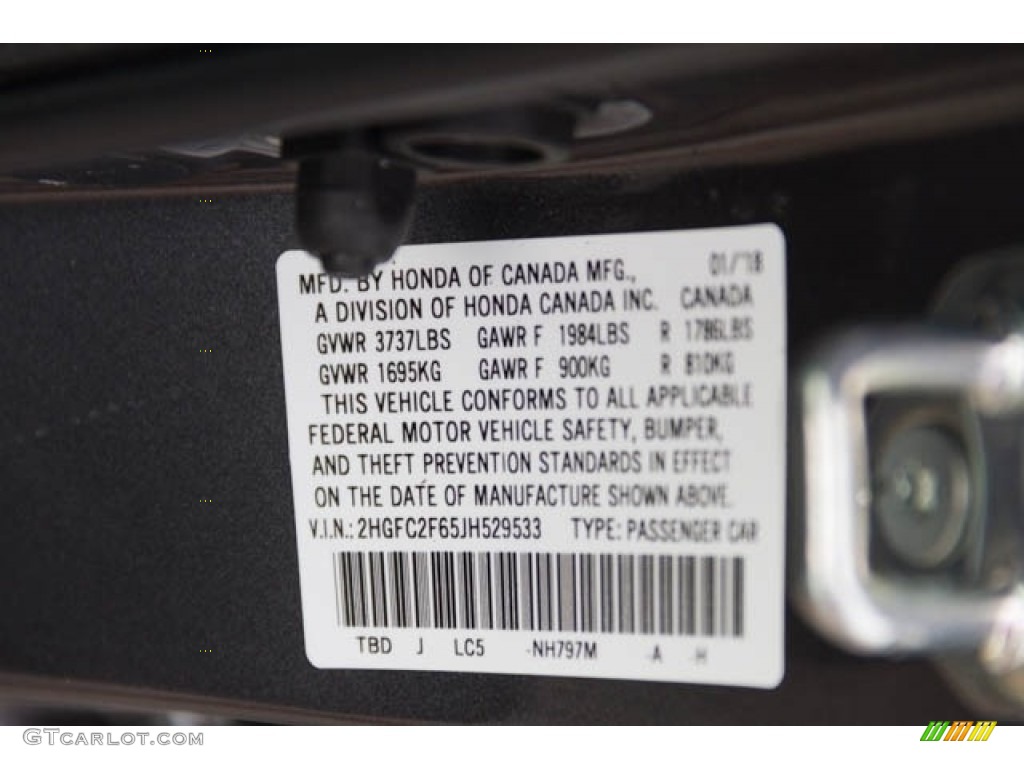 01/18
MFD. BY HONDA OF CANADA MFG.,
A DIVISION OF HONDA CANADA INC. CANADA
GVWR 3737LBS GAWR F 1984LBS R 1786LBS
GVWR 1695KG GAWR F 900KG R 810KG
THIS VEHICLE CONFORMS TO ALL APPLICABLE
FEDERAL MOTOR VEHICLE SAFETY, BUMPER,
AND THEFT PREVENTION STANDARDS IN EFFECT
ON THE DATE OF MANUFACTURE SHOWN ABOVE.
V.I.N.: 2HGFC2F65JH529533 TYPE: PASSENGER CAR
TBD J LC5 -NH797M -A -H
GTCarlot.com